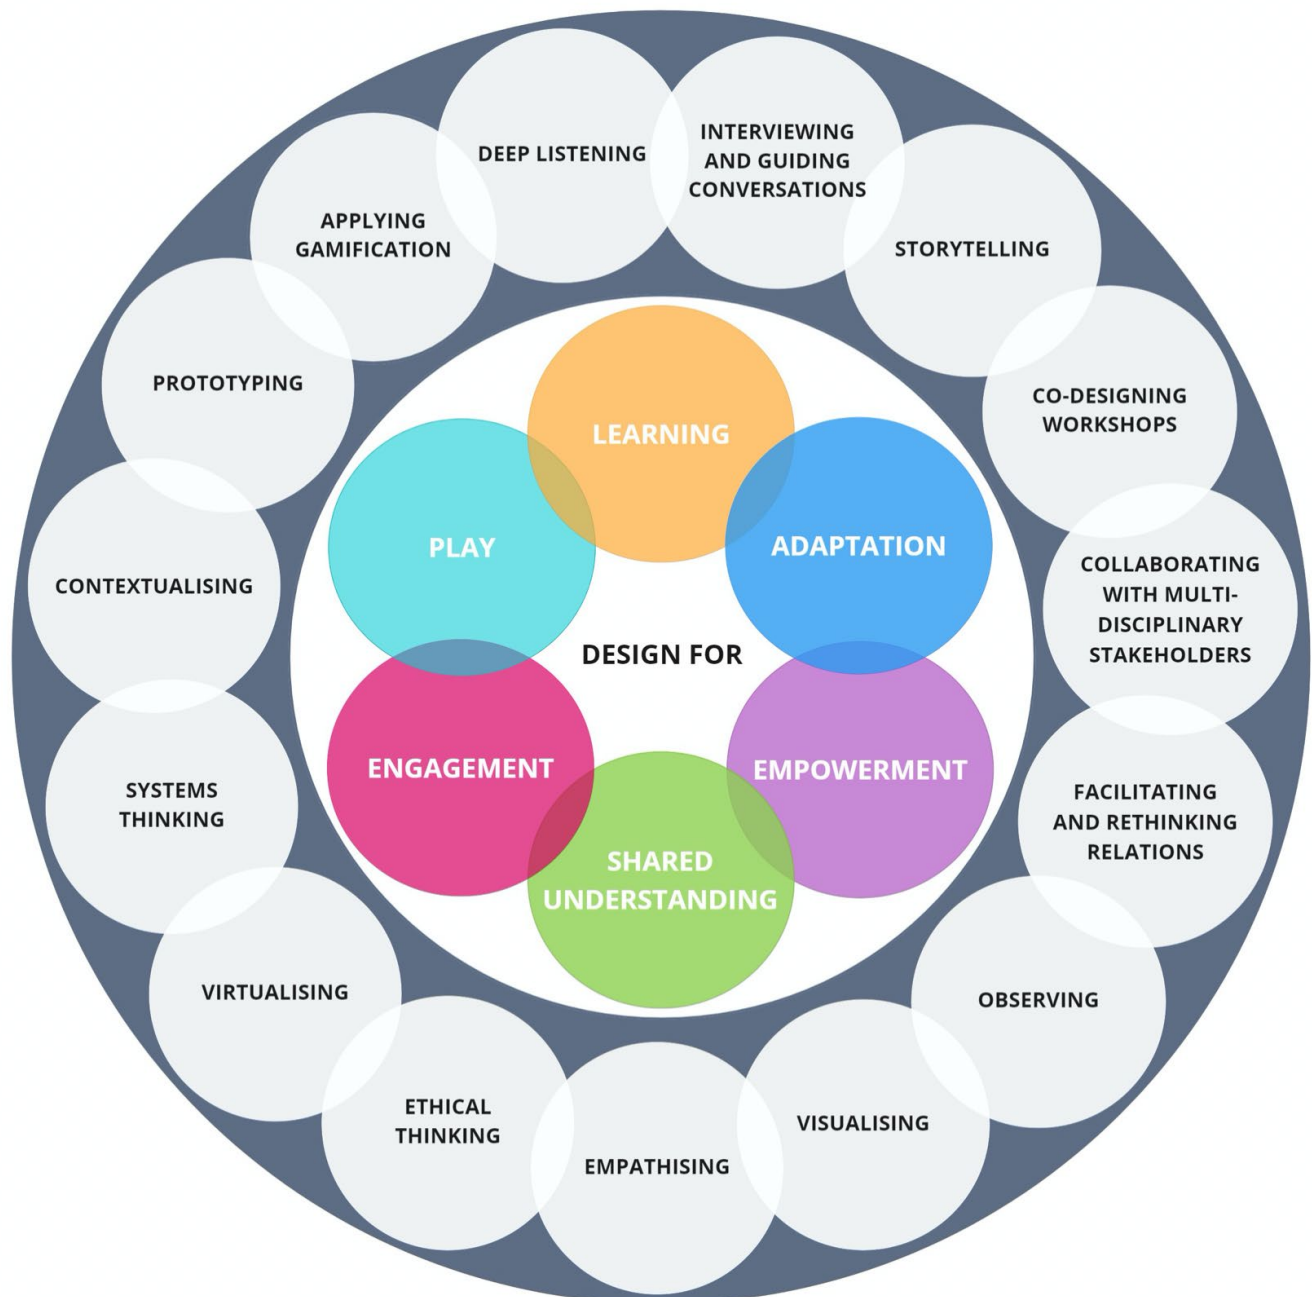 DEEP LISTENING
INTERVIEWING
AND GUIDING
CONVERSATIONS
STORYTELLING
CO-DESIGNING
WORKSHOPS
COLLABORATING
WITH MULTI-
DISCIPLINARY
STAKEHOLDERS
FACILITATING
AND RETHINKING
RELATIONS
OBSERVING
VISUALISING
EMPATHISING
ETHICAL
THINKING
VIRTUALISING
SYSTEMS
THINKING
CONTEXTUALISING
PROTOTYPING
APPLYING
GAMIFICATION
DESIGN FOR
LEARNING
ADAPTATION
EMPOWERMENT
SHARED
UNDERSTANDING
ENGAGEMENT
PLAY